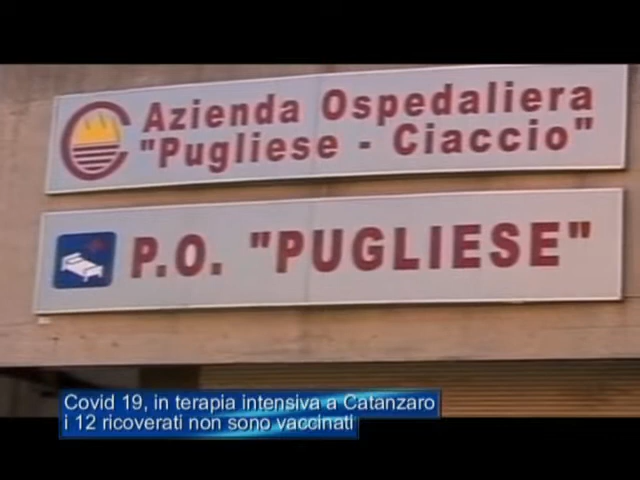 Azienda Ospedaliera
"Pugliese - Ciaccio"
P.O. "PUGLIESE"
Covid 19, in terapia intensiva a Catanzaro
i 12 ricoverati non sono vaccinati